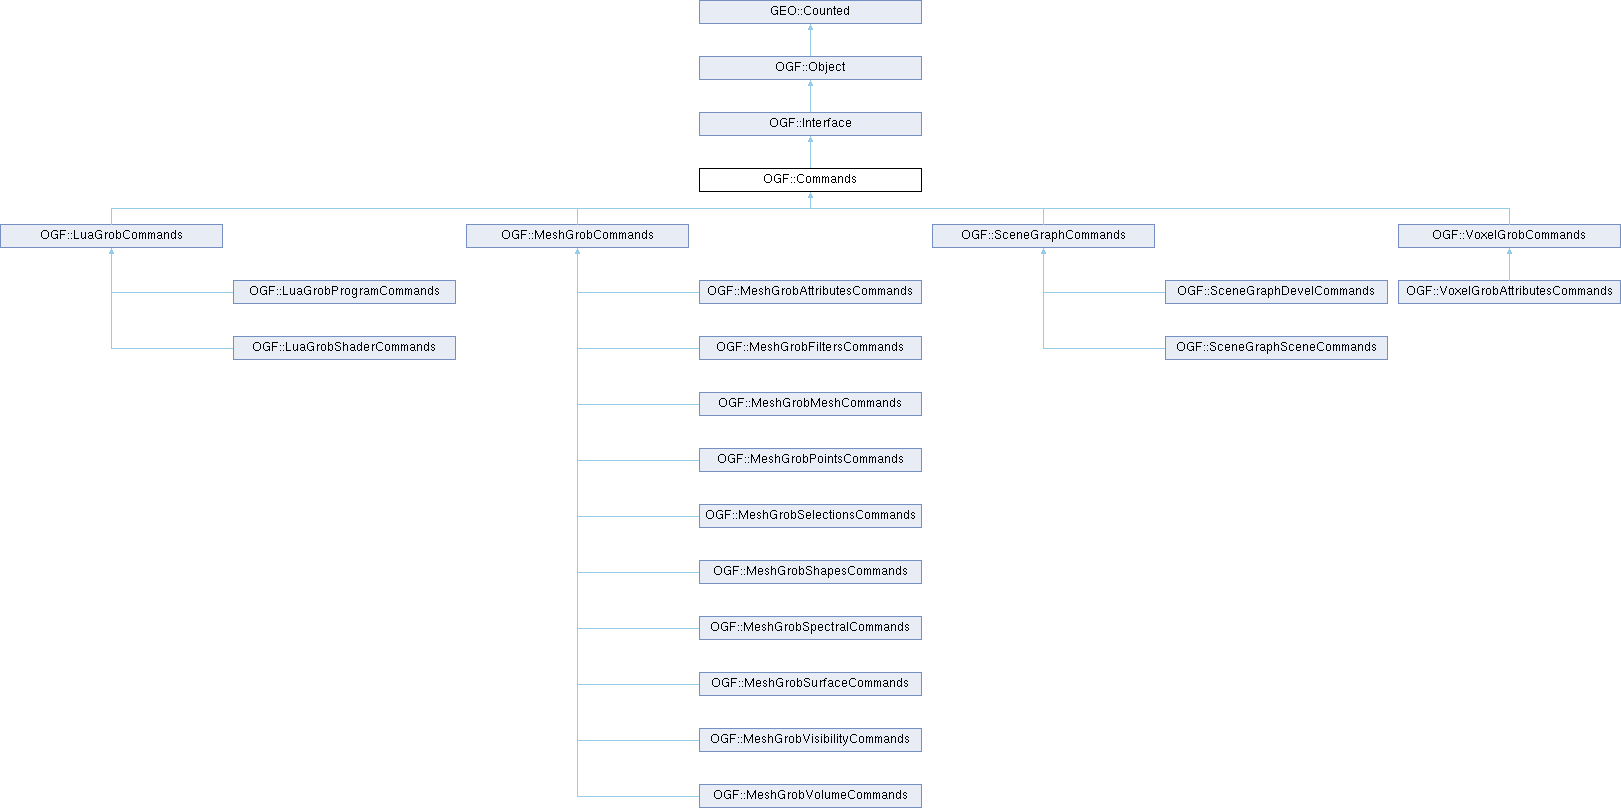 GEO::Counted
OGF::Object
OGF::Interface
OGF::Commands
OGF::LuaGrobCommands
OGF::MeshGrobCommands
OGF::SceneGraphCommands
OGF::VoxelGrobCommands
OGF::LuaGrobProgramCommands
OGF::MeshGrobAttributesCommands
OGF::SceneGraphDevelCommands
OGF::VoxelGrobAttributesCommands
OGF::LuaGrobShaderCommands
OGF::MeshGrobFiltersCommands
OGF::SceneGraphSceneCommands
OGF::MeshGrobMeshCommands
OGF::MeshGrobPointsCommands
OGF::MeshGrobSelectionsCommands
OGF::MeshGrobShapesCommands
OGF::MeshGrobSpectralCommands
OGF::MeshGrobSurfaceCommands
OGF::MeshGrobVisibilityCommands
OGF::MeshGrobVolumeCommands